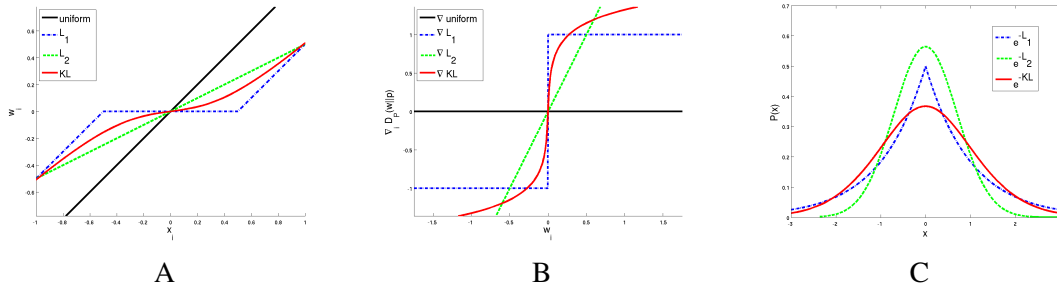 uniform
L1
L2
KL
0.6
0.4
0.2
0
-0.2
-0.4
-0.6
wi
-1 -0.8 -0.6 -0.4 -0.2 0 0.2 0.4 0.6 0.8 1
xi
A
∇ uniform
∇ L1
∇ L2
∇ KL
1
0.5
0
-0.5
-1
∇i Dp(w||p)
-1.5 -1 -0.5 0 0.5 1 1.5
wi
B
e-L1
e-L2
e-KL
0.7
0.6
0.5
0.4
0.3
0.2
0.1
0
P(x)
-3 -2 -1 0 1 2
x
C